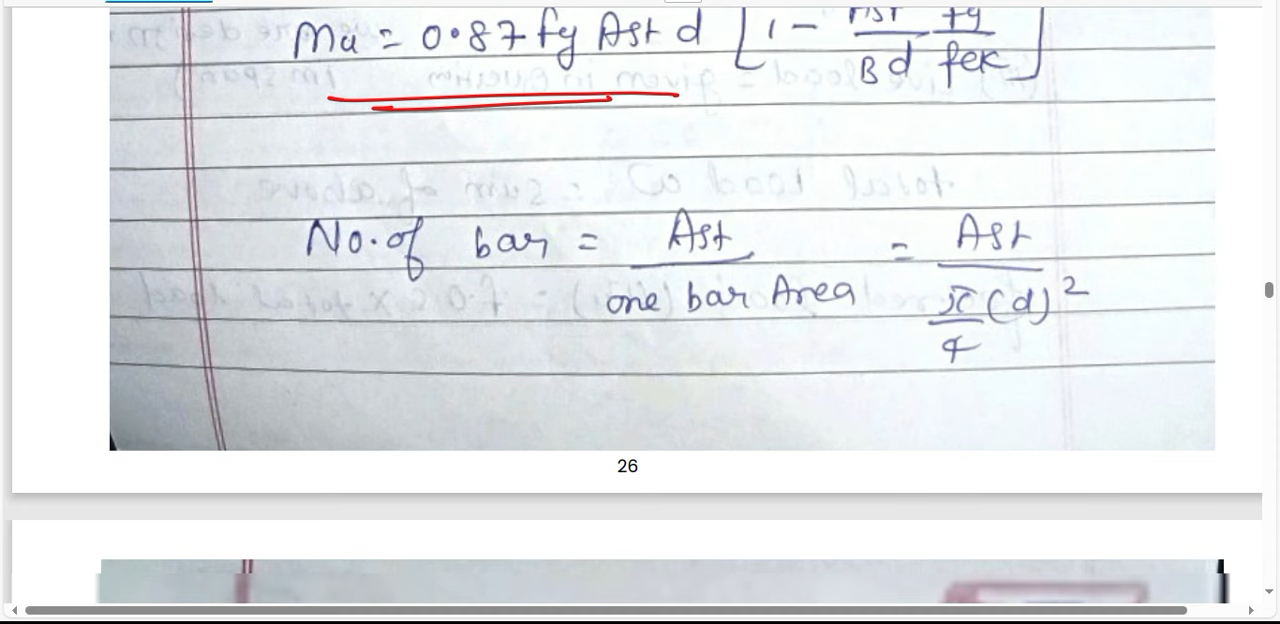 Mu = 0.87 fy Ast d [1 - Ast fy / Bd fck]
No. of bar = Ast / one bar Area = Ast / π/4 (d)²
26